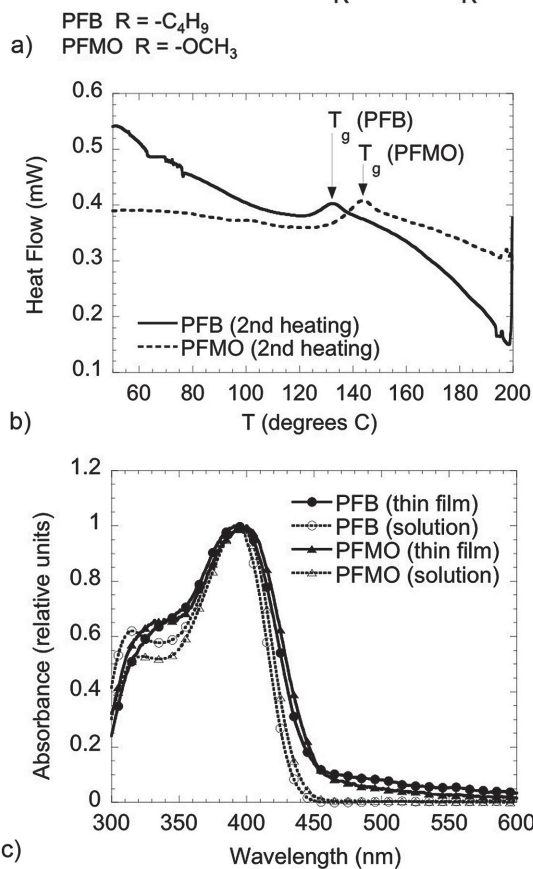 R R
PFB R = -C₄H₉
a) PFMO R = -OCH₃
0.6
0.5
0.4
0.3
0.2
0.1
Heat Flow (mW)
Tg (PFB)
Tg (PFMO)
PFB (2nd heating)
PFMO (2nd heating)
60 80 100 120 140 160 180 200
T (degrees C)
b)
1.2
1
0.8
0.6
0.4
0.2
0
Absorbance (relative units)
PFB (thin film)
PFB (solution)
PFMO (thin film)
PFMO (solution)
300 350 400 450 500 550 600
Wavelength (nm)
c)